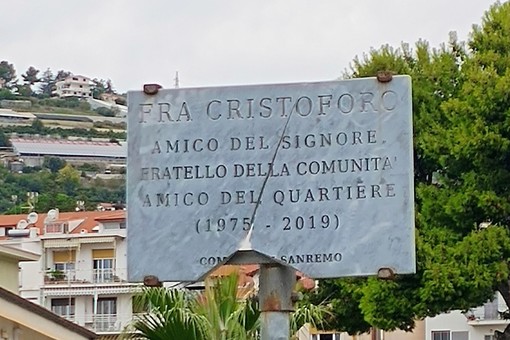 FRA CRISTOFORO
AMICO DEL SIGNORE
FRATELLO DELLA COMUNITA'
AMICO DEL QUARTIERE
(1975 - 2019)
SANREMO